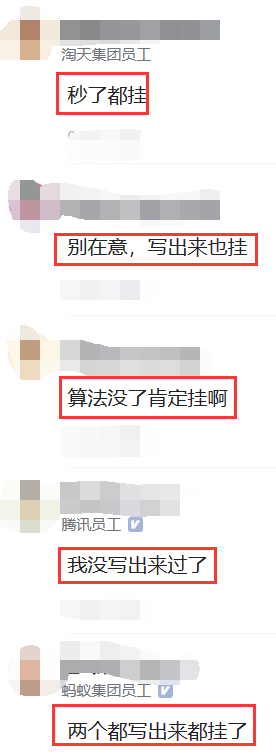 淘天集团员工
秒了都挂
别在意，写出来也挂
算法没了肯定挂啊
腾讯员工
我没写出来过了
蚂蚁集团员工
两个都写出来都挂了